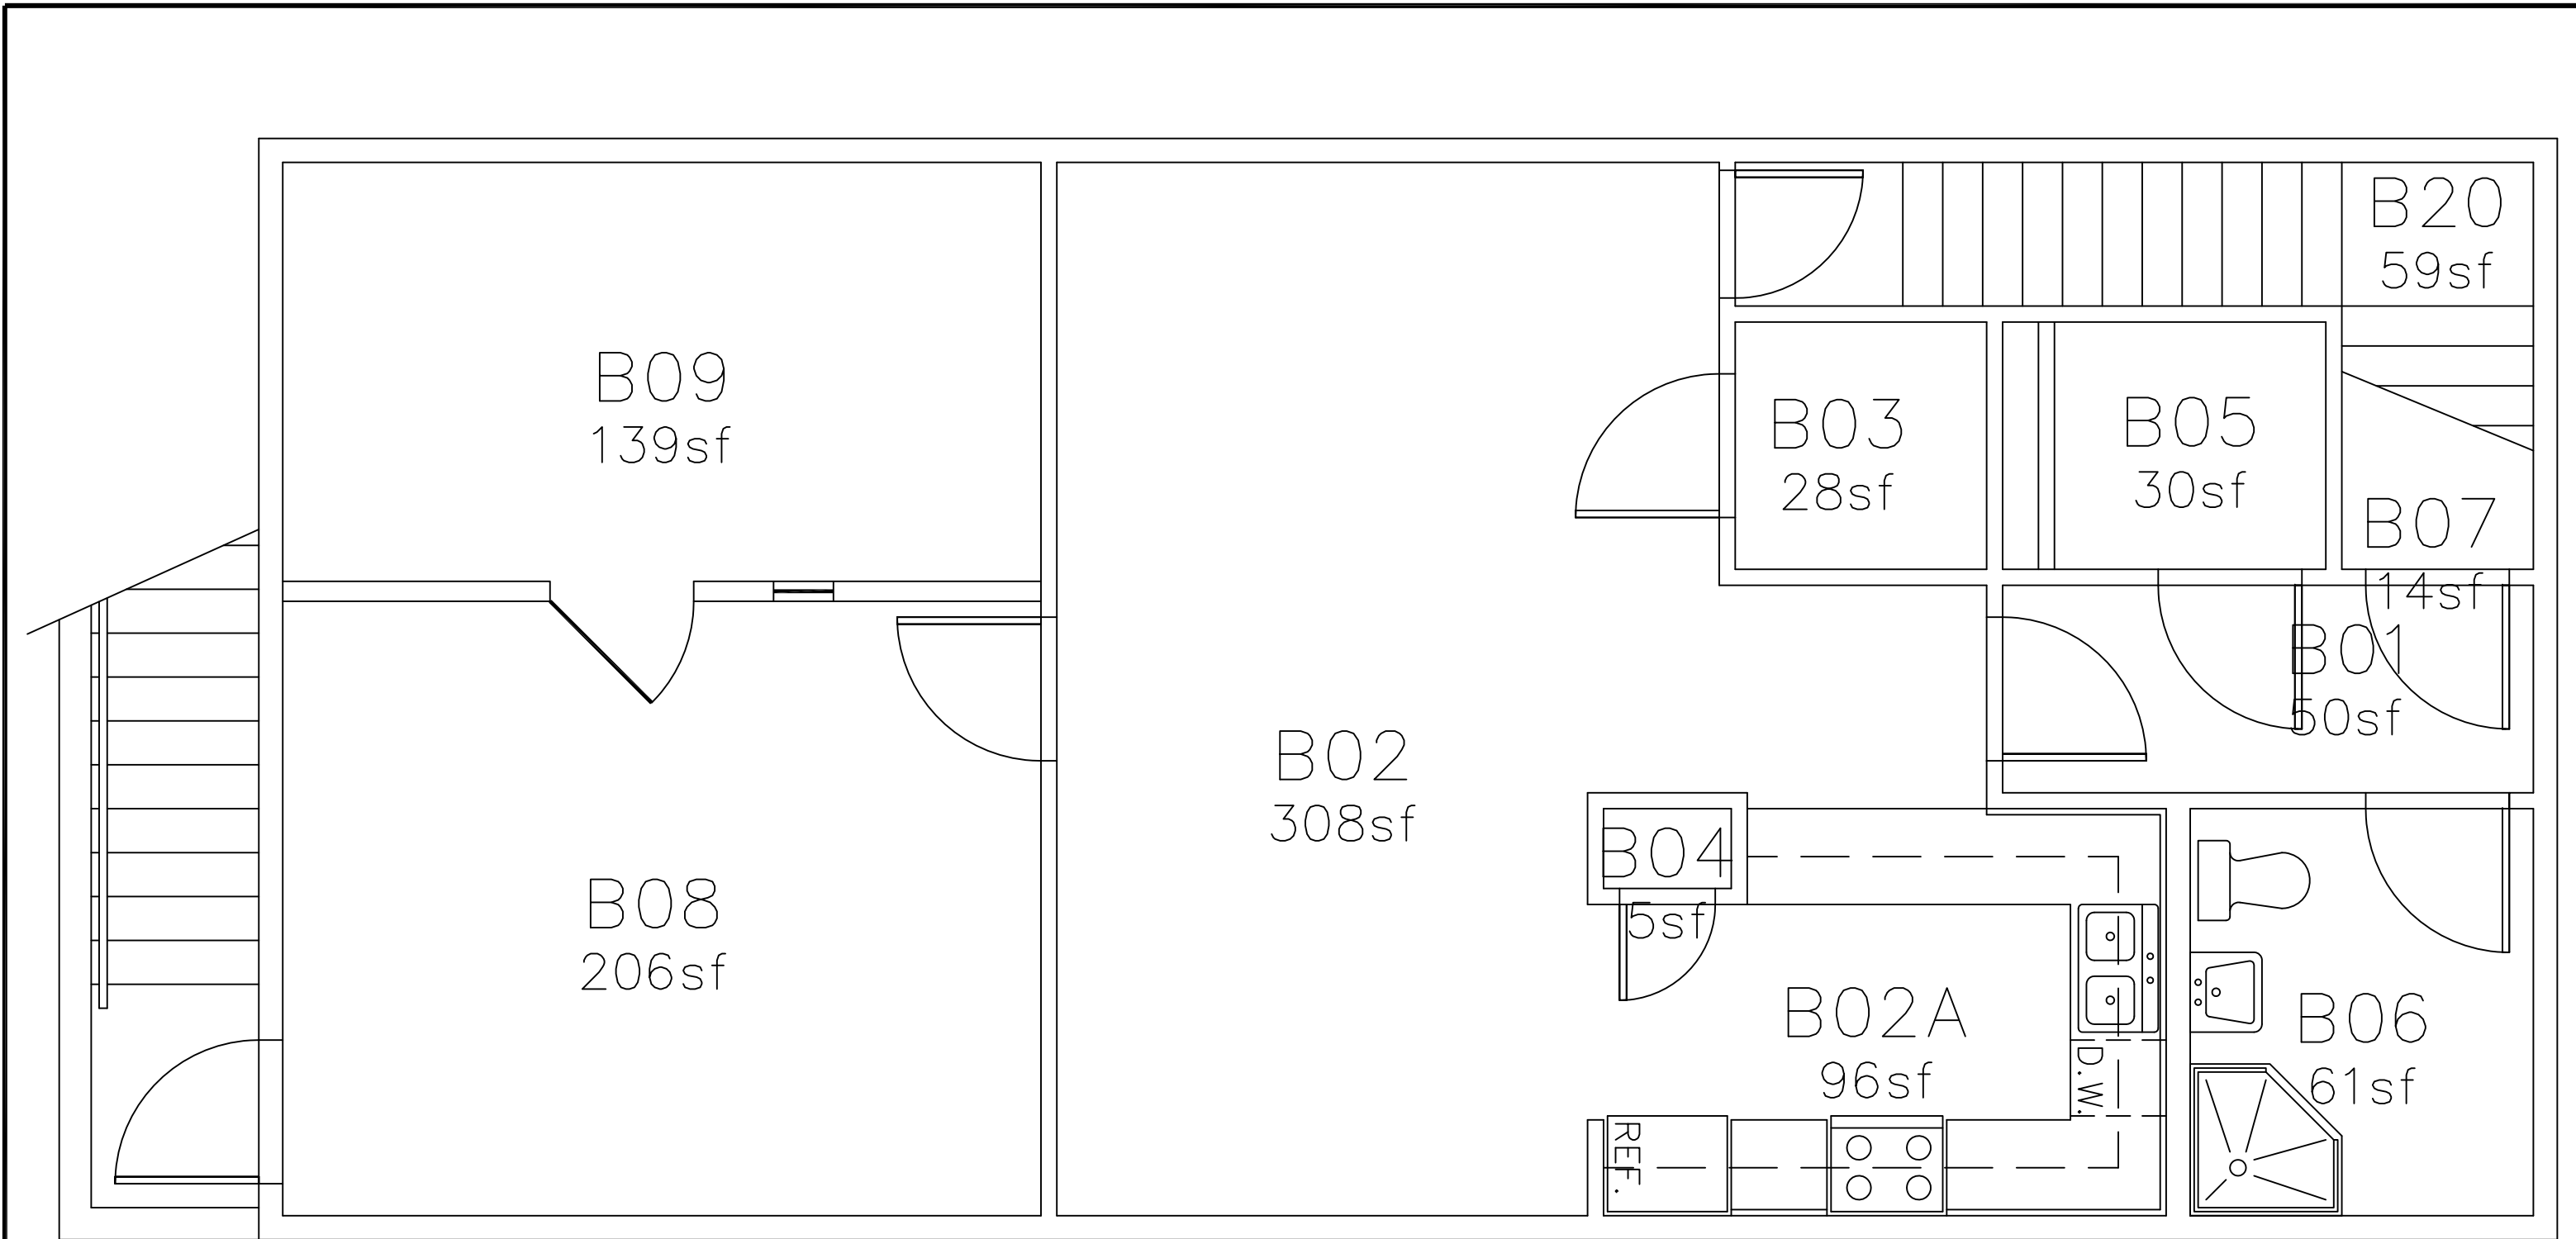 B20
59sf
B09
139sf
B03
28sf
B05
30sf
B07
14sf
B01
50sf
B02
308sf
B04
5sf
B08
206sf
B02A
96sf
D.W.
B06
61sf
REF.